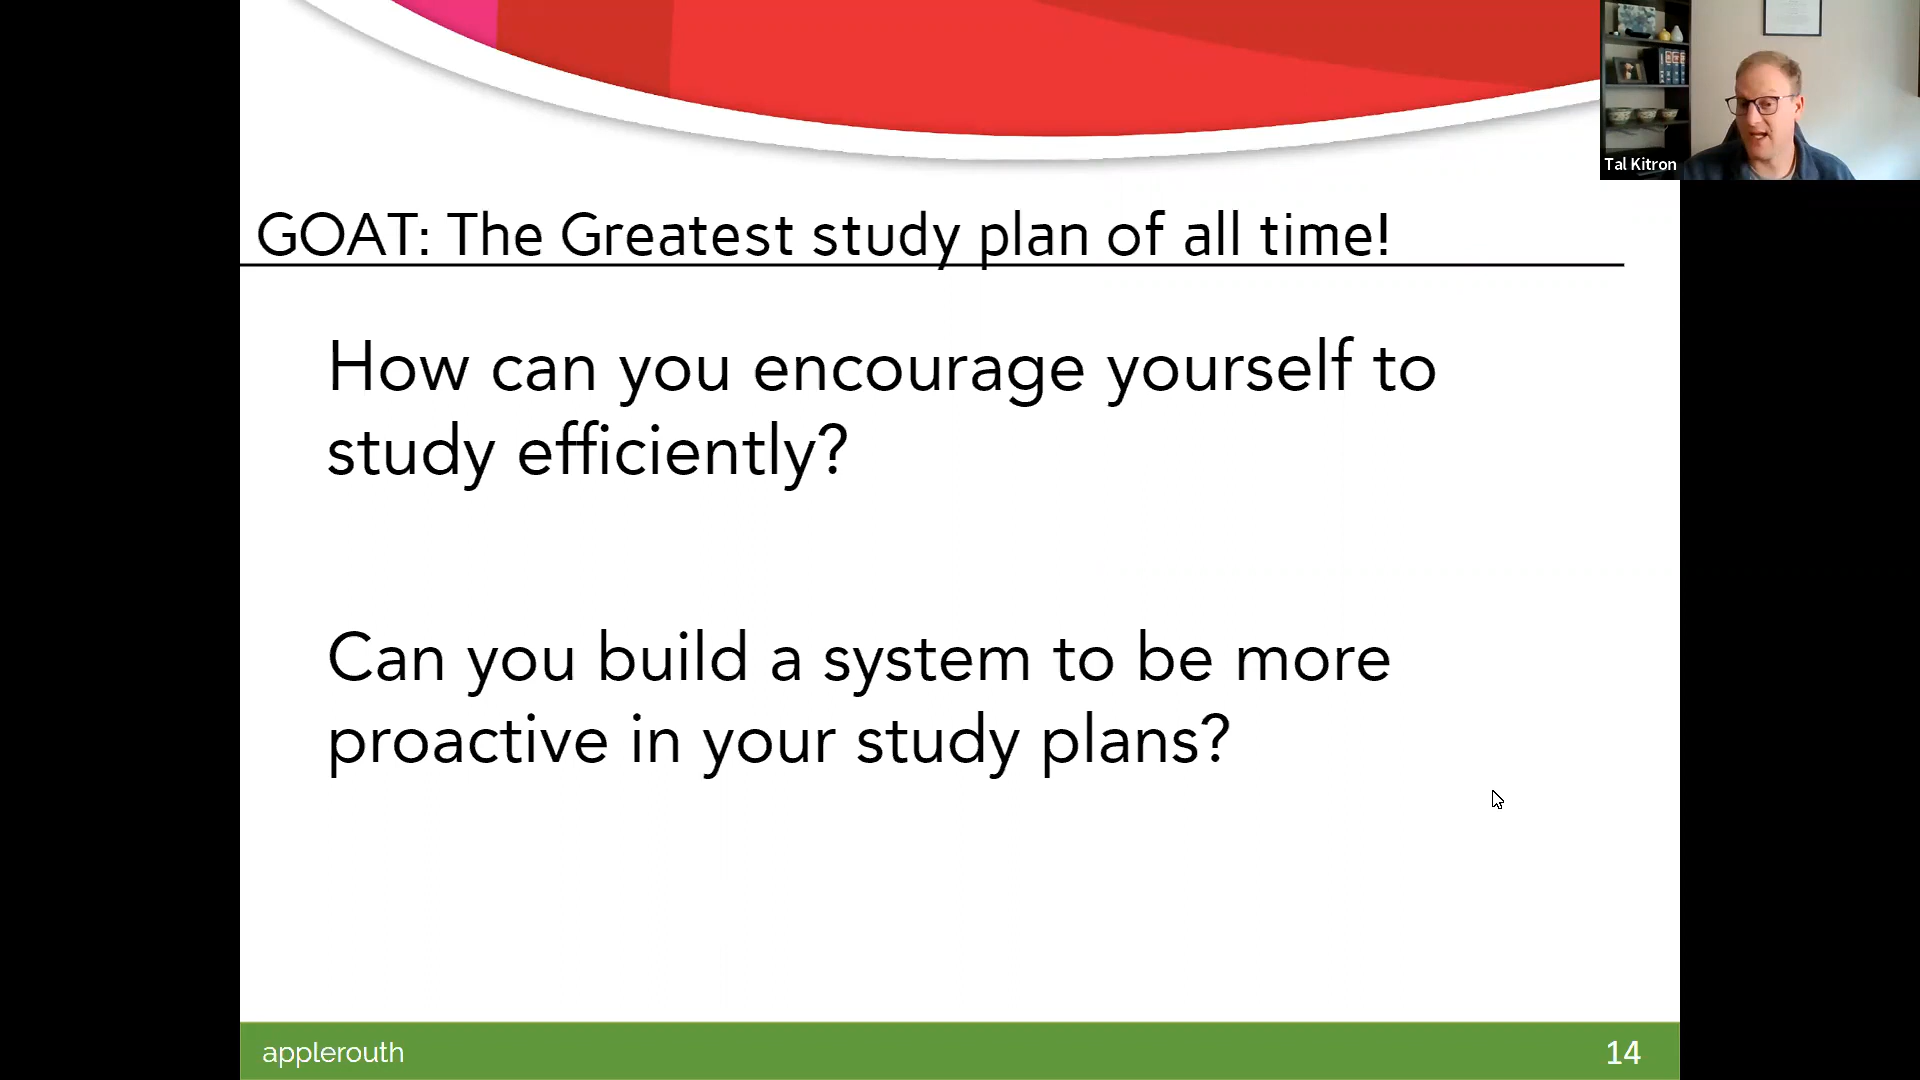 Tal Kitron
GOAT: The Greatest study plan of all time!
How can you encourage yourself to
study efficiently?
Can you build a system to be more
proactive in your study plans?
applerouth
14